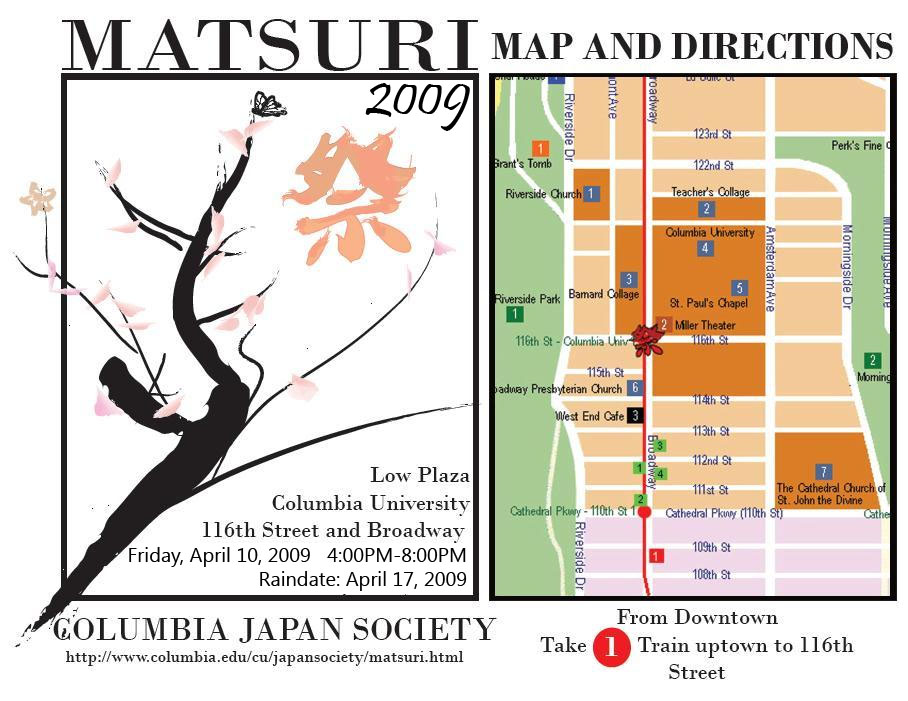 MATSURI
2009
祭
Low Plaza
Columbia University
116th Street and Broadway
Friday, April 10, 2009 4:00PM-8:00PM
Raindate: April 17, 2009
COLUMBIA JAPAN SOCIETY
http://www.columbia.edu/cu/japansociety/matsuri.html
MAP AND DIRECTIONS
Riverside Dr
mont Ave
roadway
123rd St
Perk's Fine
1
Grant's Tomb
122nd St
Riverside Church 1
Teacher's Collage
2
Columbia University
4
Amsterdam Ave
Morningside Dr
Morningside Ave
3
Barnard Collage
5
St. Paul's Chapel
Riverside Park
1
2 Miller Theater
祭
116th St - Columbia Univ
116th St
2
Morning
115th St
oadway Presbyterian Church 6
114th St
West End Cafe 3
113th St
Broadway
3
112nd St
1
4
7
111st St
The Cathedral Church of
St. John the Divine
2
Cathedral Pkwy - 110th St 1
Cathedral Pkwy (110th St)
Cathe
Riverside Dr
109th St
1
108th St
From Downtown
Take 1 Train uptown to 116th
Street